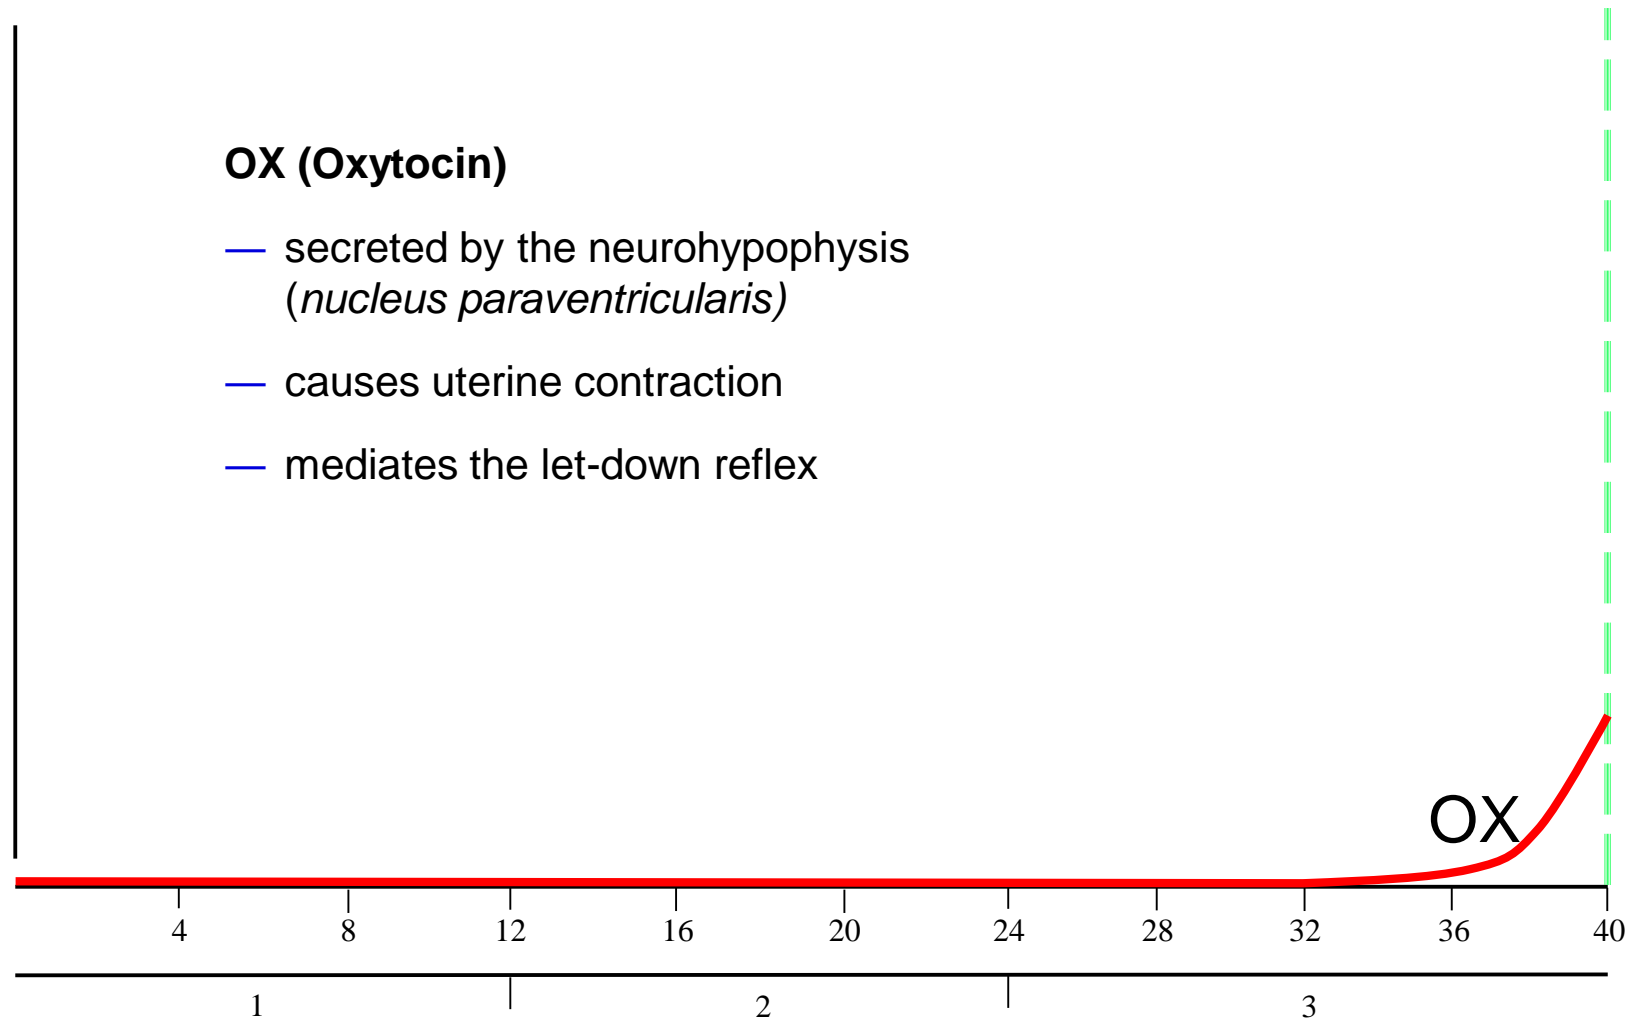 OX (Oxytocin)
— secreted by the neurohypophysis
(nucleus paraventricularis)
— causes uterine contraction
— mediates the let-down reflex
OX
4 8 12 16 20 24 28 32 36 40
1 2 3